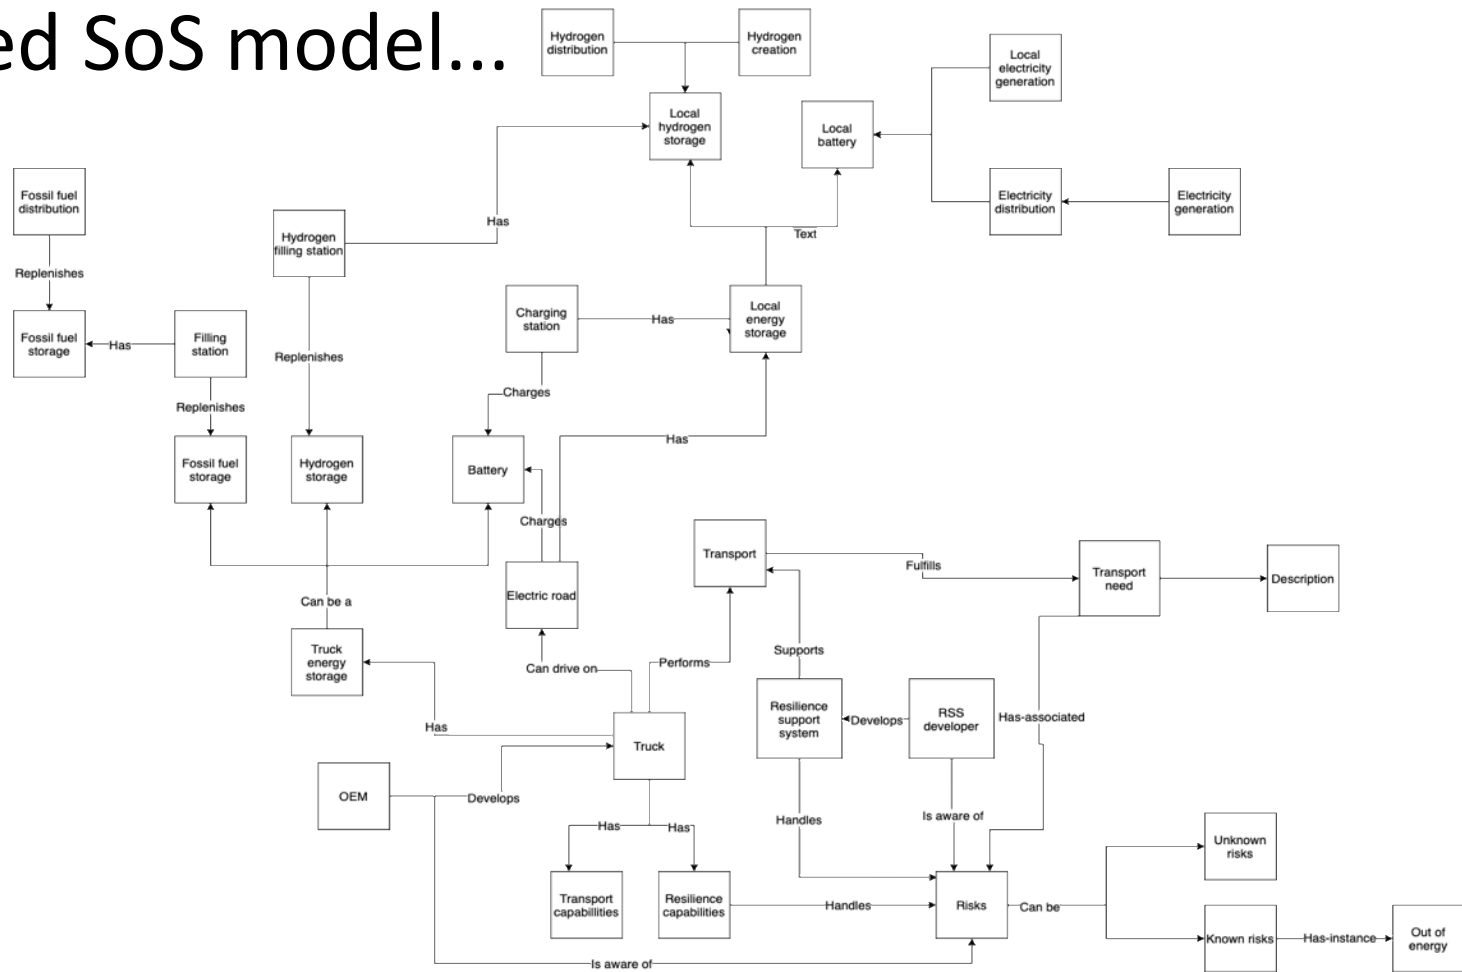 ed SoS model...
Hydrogen
distribution
Hydrogen
creation
Local
electricity
generation
Local
hydrogen
storage
Local
battery
Fossil fuel
distribution
Electricity
distribution
Electricity
generation
Has
Hydrogen
filling station
Text
Replenishes
Charging
station
Has
Local
energy
storage
Fossil fuel
storage
Has
Filling
station
Replenishes
Charges
Replenishes
Has
Fossil fuel
storage
Hydrogen
storage
Battery
Charges
Transport
Fulfills
Transport
need
Description
Can be a
Electric road
Truck
energy
storage
Can drive on
Performs
Supports
Has
Resilience
support
system
Develops
RSS
developer
Has-associated
Truck
OEM
Develops
Has
Has
Handles
Is aware of
Unknown
risks
Transport
capabillities
Resilience
capabilities
Handles
Risks
Can be
Known risks
Has-instance
Out of
energy
Is aware of